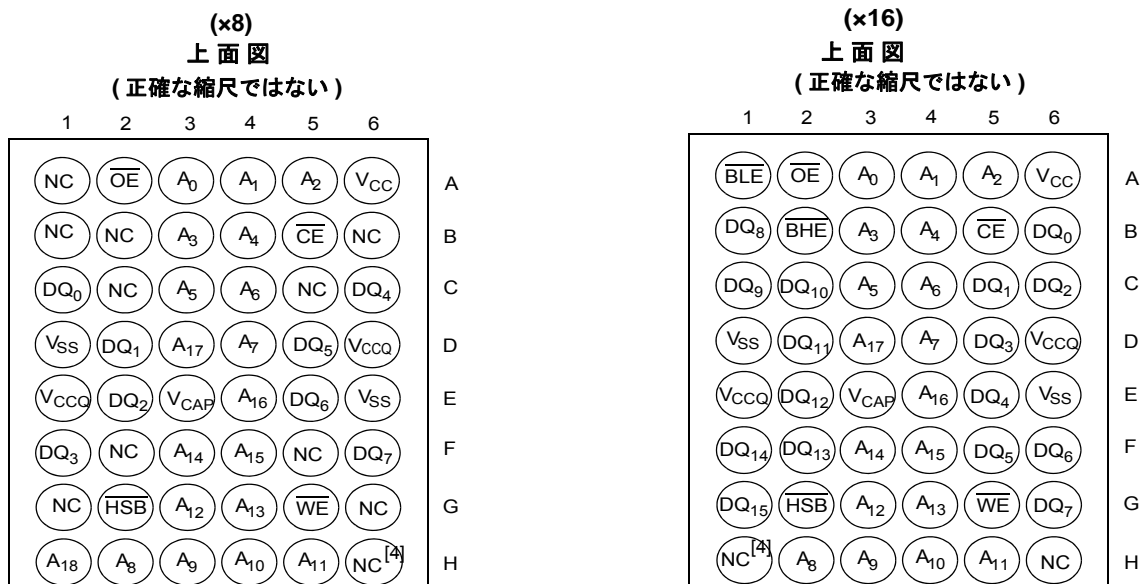 (×8)
上 面 図
( 正確な縮尺ではない )
1 2 3 4 5 6
NC OE A0 A1 A2 VCC A
NC NC A3 A4 CE NC B
DQ0 NC A5 A6 NC DQ4 C
VSS DQ1 A17 A7 DQ5 VCCQ D
VCCQ DQ2 VCAP A16 DQ6 VSS E
DQ3 NC A14 A15 NC DQ7 F
NC HSB A12 A13 WE NC G
A18 A8 A9 A10 A11 NC[4] H
(×16)
上 面 図
( 正確な縮尺ではない )
1 2 3 4 5 6
BLE OE A0 A1 A2 VCC A
DQ8 BHE A3 A4 CE DQ0 B
DQ9 DQ10 A5 A6 DQ1 DQ2 C
VSS DQ11 A17 A7 DQ3 VCCQ D
VCCQ DQ12 VCAP A16 DQ4 VSS E
DQ14 DQ13 A14 A15 DQ5 DQ6 F
DQ15 HSB A12 A13 WE DQ7 G
NC[4] A8 A9 A10 A11 NC H